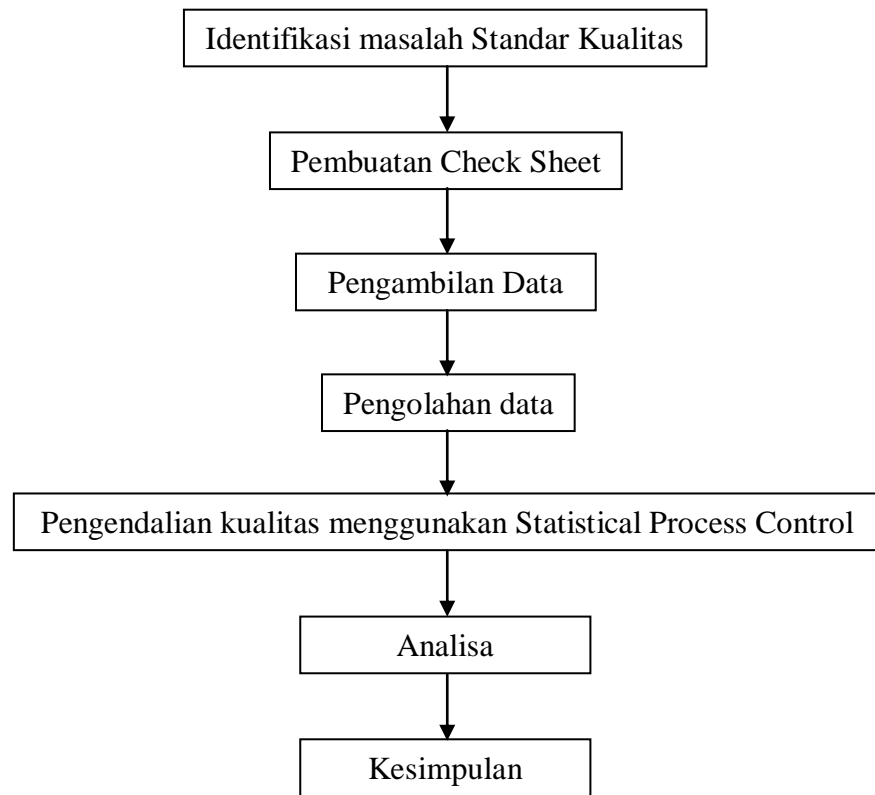 Identifikasi masalah Standar Kualitas
Pembuatan Check Sheet
Pengambilan Data
Pengolahan data
Pengendalian kualitas menggunakan Statistical Process Control
Analisa
Kesimpulan